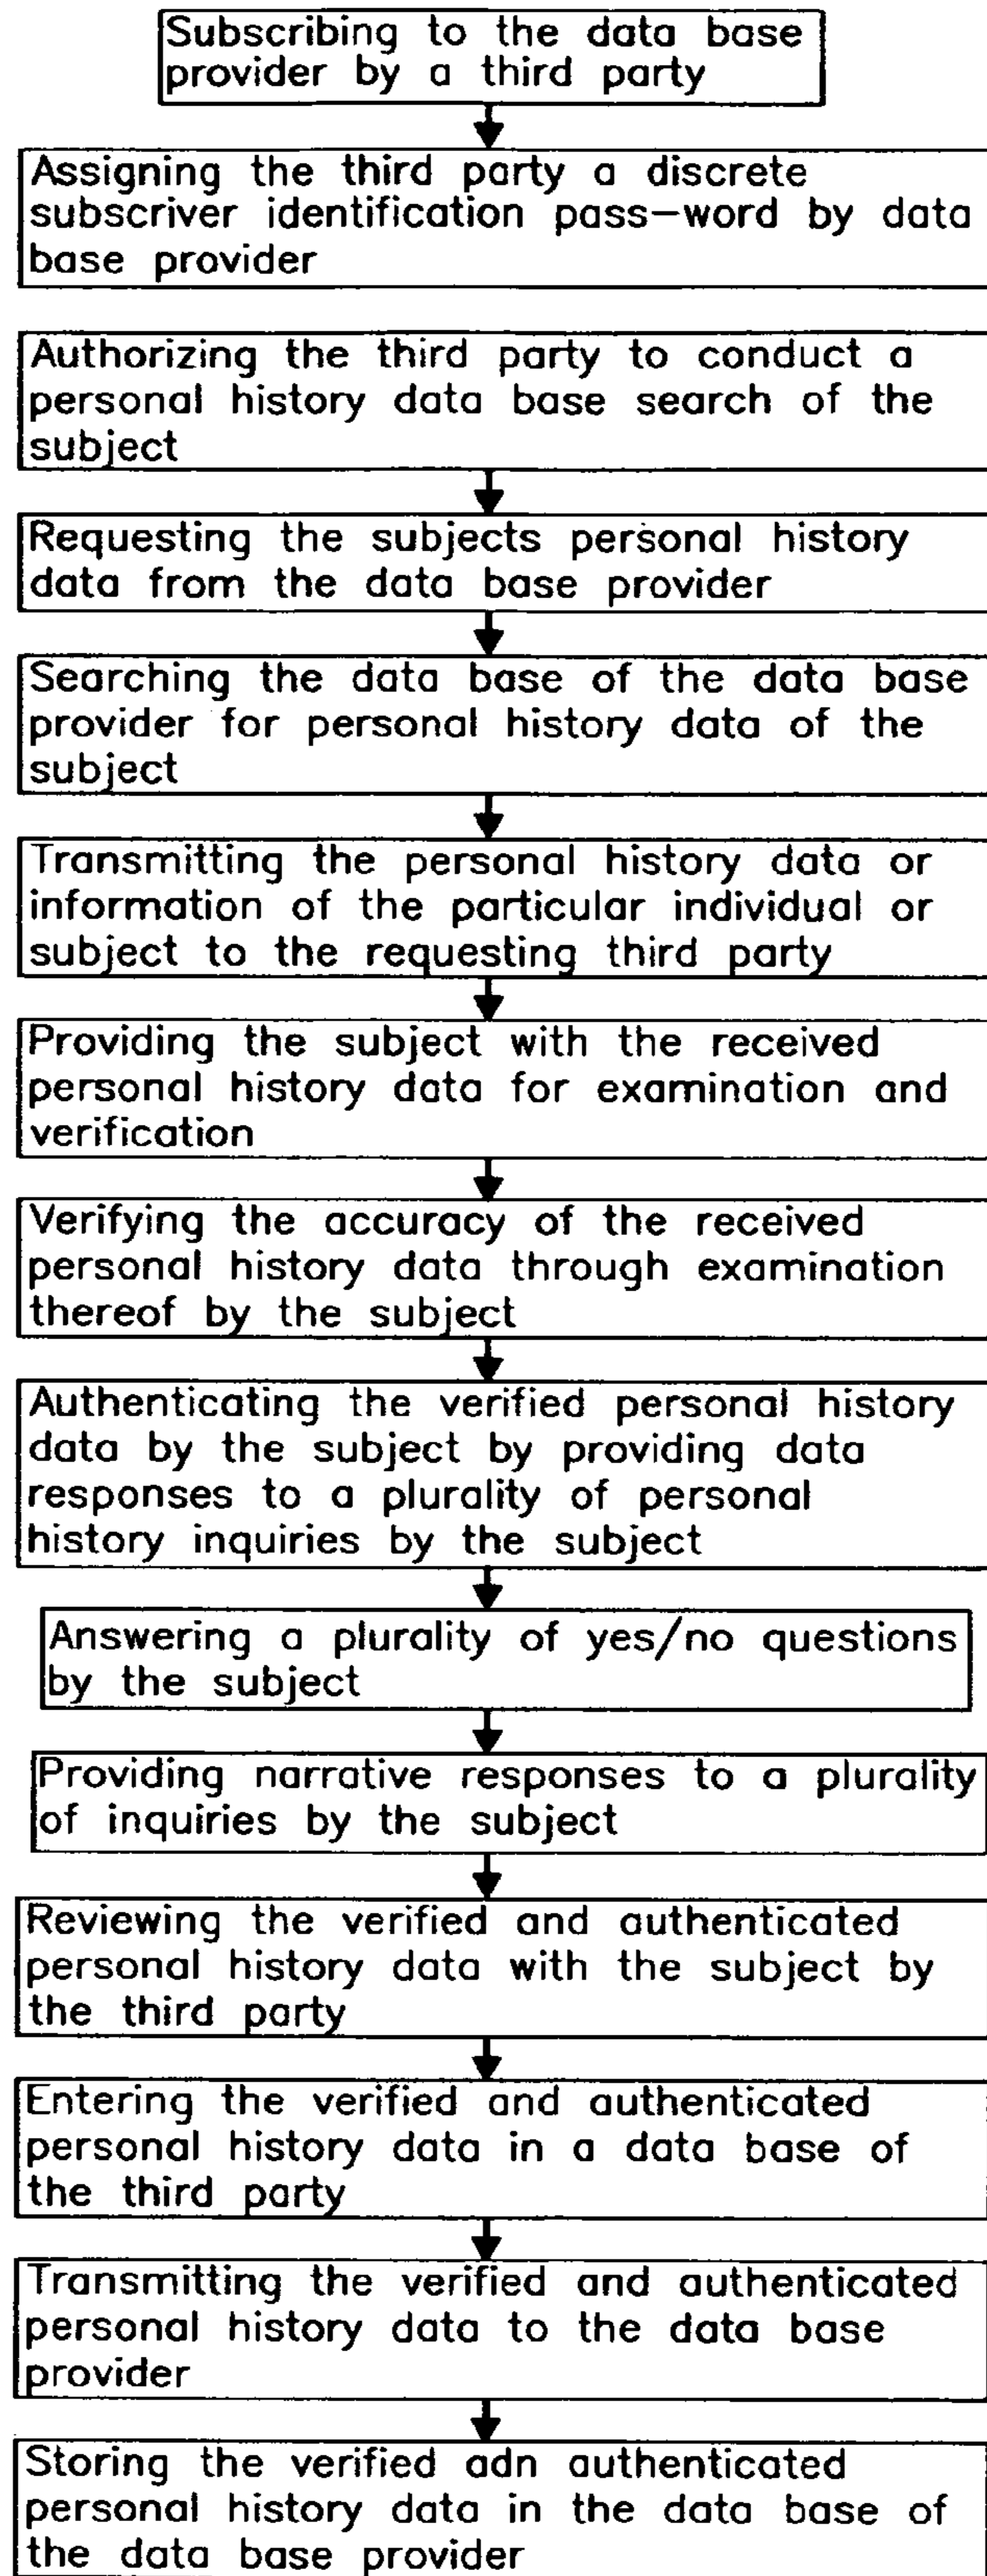 Subscribing to the data base
provider by a third party
Assigning the third party a discrete
subscriver identification pass-word by data
base provider
Authorizing the third party to conduct a
personal history data base search of the
subject
Requesting the subjects personal history
data from the data base provider
Searching the data base of the data base
provider for personal history data of the
subject
Transmitting the personal history data or
information of the particular individual or
subject to the requesting third party
Providing the subject with the received
personal history data for examination and
verification
Verifying the accuracy of the received
personal history data through examination
thereof by the subject
Authenticating the verified personal history
data by the subject by providing data
responses to a plurality of personal
history inquiries by the subject
Answering a plurality of yes/no questions
by the subject
Providing narrative responses to a plurality
of inquiries by the subject
Reviewing the verified and authenticated
personal history data with the subject by
the third party
Entering the verified and authenticated
personal history data in a data base of
the third party
Transmitting the verified and authenticated
personal history data to the data base
provider
Storing the verified adn authenticated
personal history data in the data base of
the data base provider